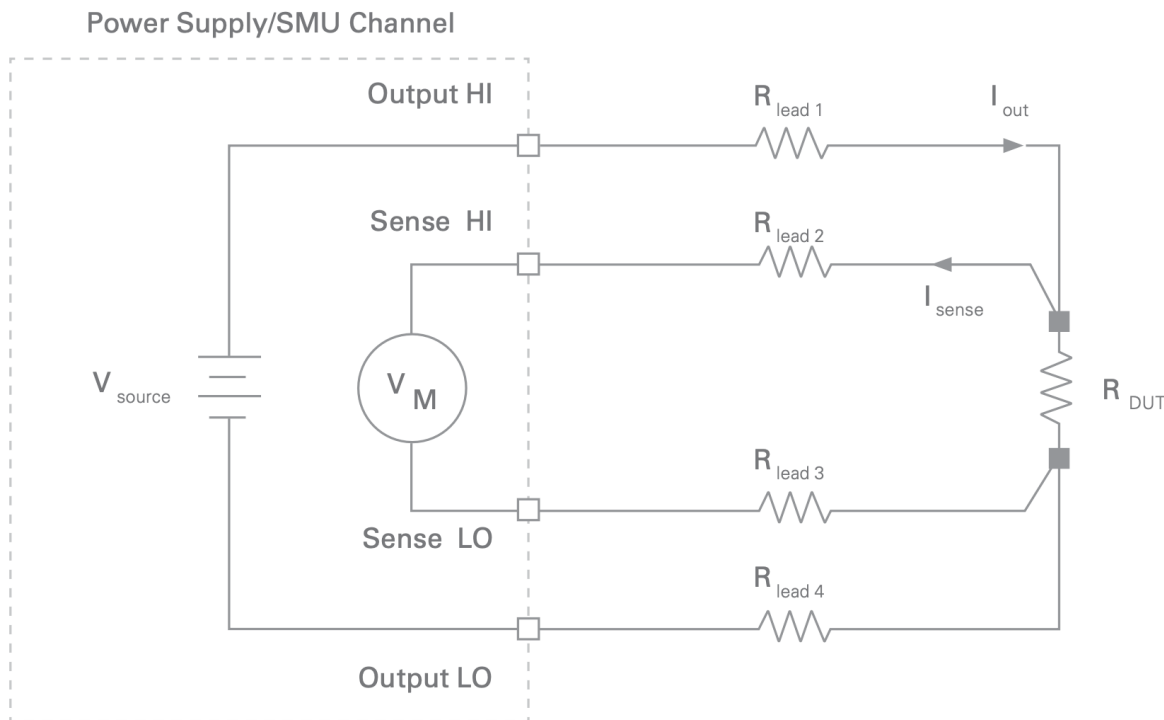 Power Supply/SMU Channel
Output HI
R lead 1
I out
Sense HI
R lead 2
I sense
V source
V M
R DUT
R lead 3
Sense LO
R lead 4
Output LO